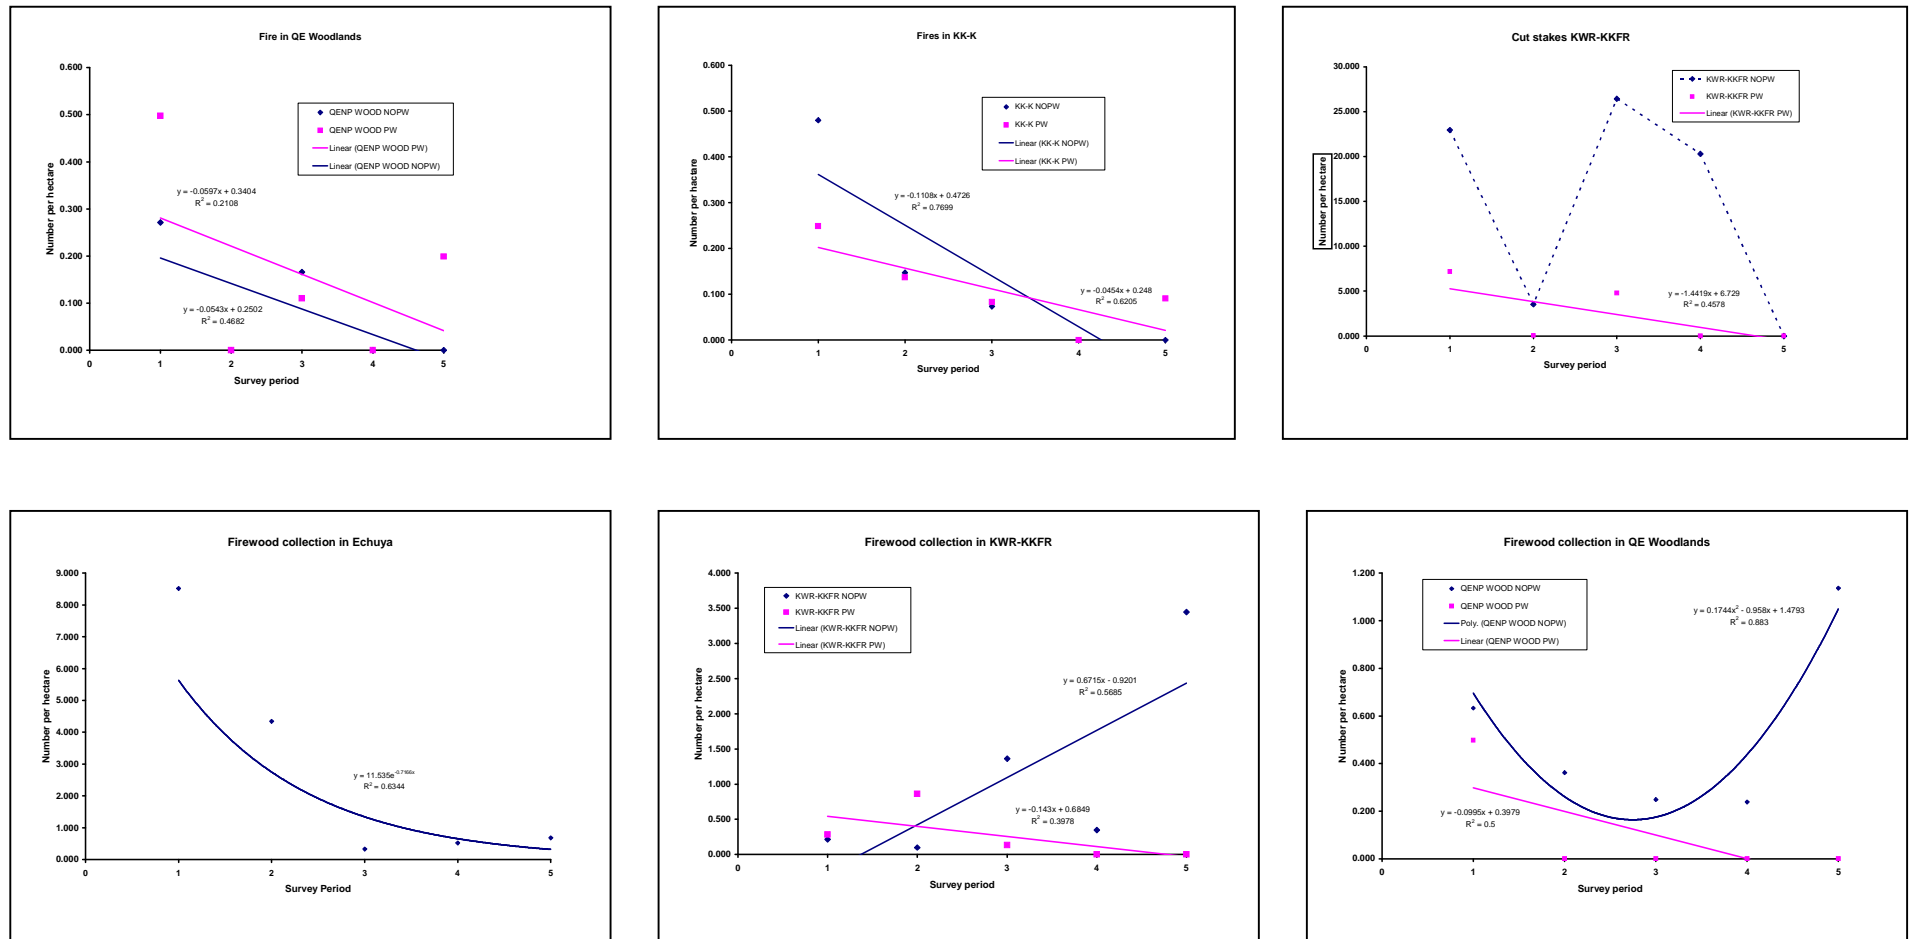 Fire in QE Woodlands
0.600
0.500
0.400
0.300
0.200
0.100
0.000
Number per hectare
QENP WOOD NOPW
QENP WOOD PW
Linear (QENP WOOD PW)
Linear (QENP WOOD NOPW)
y = -0.0597x + 0.3404
R² = 0.2108
y = -0.0543x + 0.2502
R² = 0.4682
0 1 2 3 4 5
Survey period
Fires in KK-K
0.600
0.500
0.400
0.300
0.200
0.100
0.000
Number per hactare
KK-K NOPW
KK-K PW
Linear (KK-K NOPW)
Linear (KK-K PW)
y = -0.1108x + 0.4726
R² = 0.7699
y = -0.0454x + 0.248
R² = 0.6205
0 1 2 3 4 5
Survey period
Cut stakes KWR-KKFR
30.000
25.000
20.000
15.000
10.000
5.000
0.000
Number per hectare
KWR-KKFR NOPW
KWR-KKFR PW
Linear (KWR-KKFR PW)
y = -1.4419x + 6.729
R² = 0.4578
0 1 2 3 4 5
Survey period
Firewood collection in Echuya
9.000
8.000
7.000
6.000
5.000
4.000
3.000
2.000
1.000
0.000
Number per hectare
y = 11.535e⁻⁰·⁷¹⁶⁶ˣ
R² = 0.6344
0 1 2 3 4 5
Survey Period
Firewood collection in KWR-KKFR
4.000
3.500
3.000
2.500
2.000
1.500
1.000
0.500
0.000
Number per hectare
KWR-KKFR NOPW
KWR-KKFR PW
Linear (KWR-KKFR NOPW)
Linear (KWR-KKFR PW)
y = 0.6715x - 0.9201
R² = 0.5685
y = -0.143x + 0.6849
R² = 0.3978
0 1 2 3 4 5
Survey period
Firewood collection in QE Woodlands
1.200
1.000
0.800
0.600
0.400
0.200
0.000
Number per hectare
QENP WOOD NOPW
QENP WOOD PW
Poly. (QENP WOOD NOPW)
Linear (QENP WOOD PW)
y = 0.1744x² - 0.958x + 1.4793
R² = 0.883
y = -0.0995x + 0.3979
R² = 0.5
0 1 2 3 4 5
Survey period